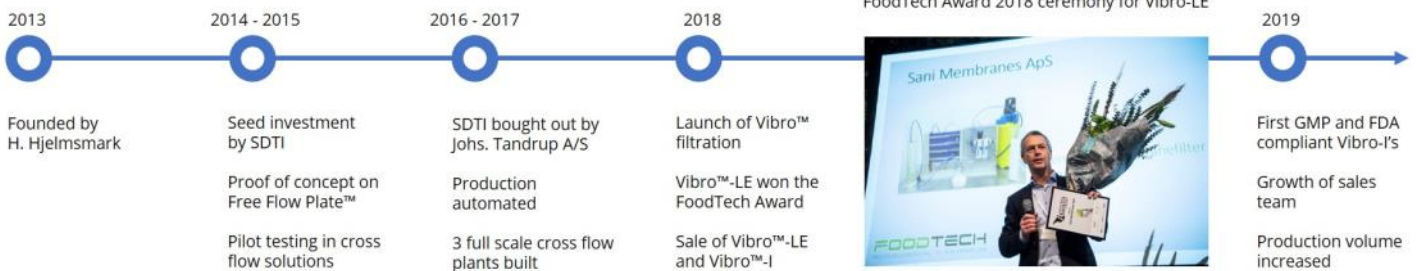 FoodTech Award 2018 ceremony for Vibro-LE
2013
2014 - 2015
2016 - 2017
2018
2019
Founded by
H. Hjelmsmark
Seed investment
by SDTI
Proof of concept on
Free Flow Plate™
Pilot testing in cross
flow solutions
SDTI bought out by
Johs. Tandrup A/S
Production
automated
3 full scale cross flow
plants built
Launch of Vibro™
filtration
Vibro™-LE won the
FoodTech Award
Sale of Vibro™-LE
and Vibro™-I
Sani Membranes ApS
nefilter
FOODTECH
First GMP and FDA
compliant Vibro-I's
Growth of sales
team
Production volume
increased